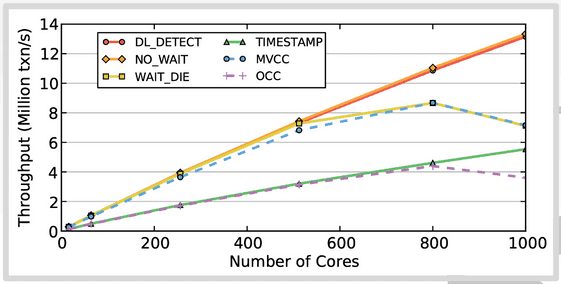 Throughput (Million txn/s)
14
12
10
8
6
4
2
0
DL_DETECT
NO_WAIT
WAIT_DIE
TIMESTAMP
MVCC
OCC
0 200 400 600 800 1000
Number of Cores